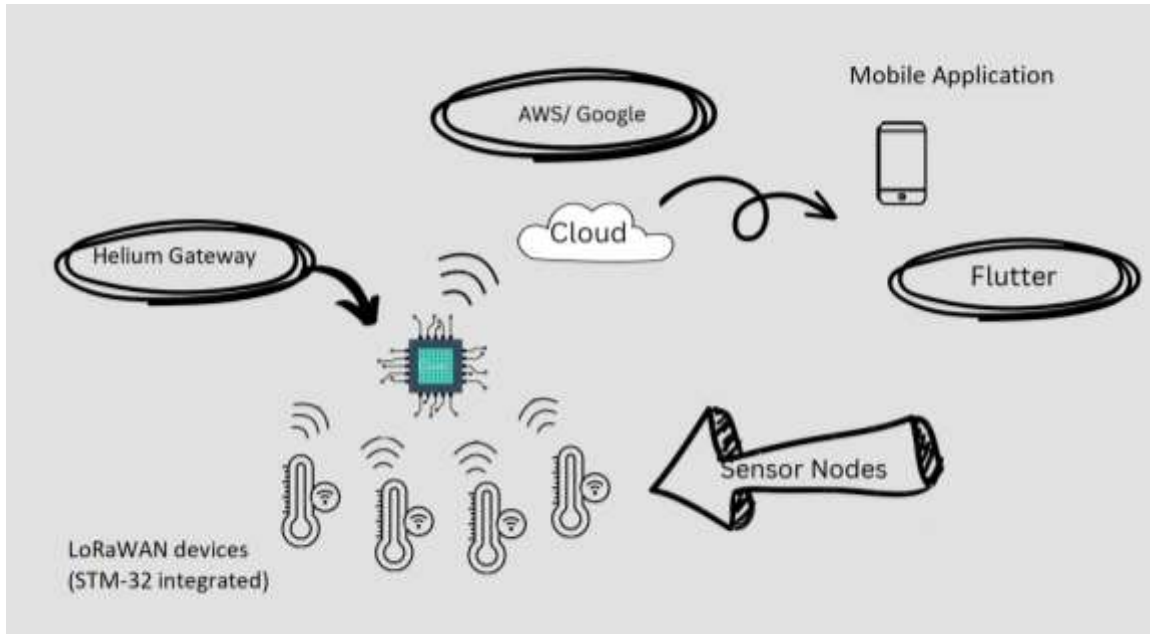 Mobile Application
AWS/ Google
Cloud
Helium Gateway
Flutter
Sensor Nodes
LoRaWAN devices
(STM-32 integrated)